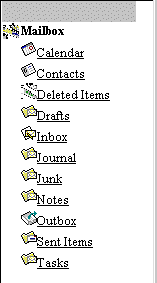 Mailbox
Calendar
Contacts
Deleted Items
Drafts
Inbox
Journal
Junk
Notes
Outbox
Sent Items
Tasks